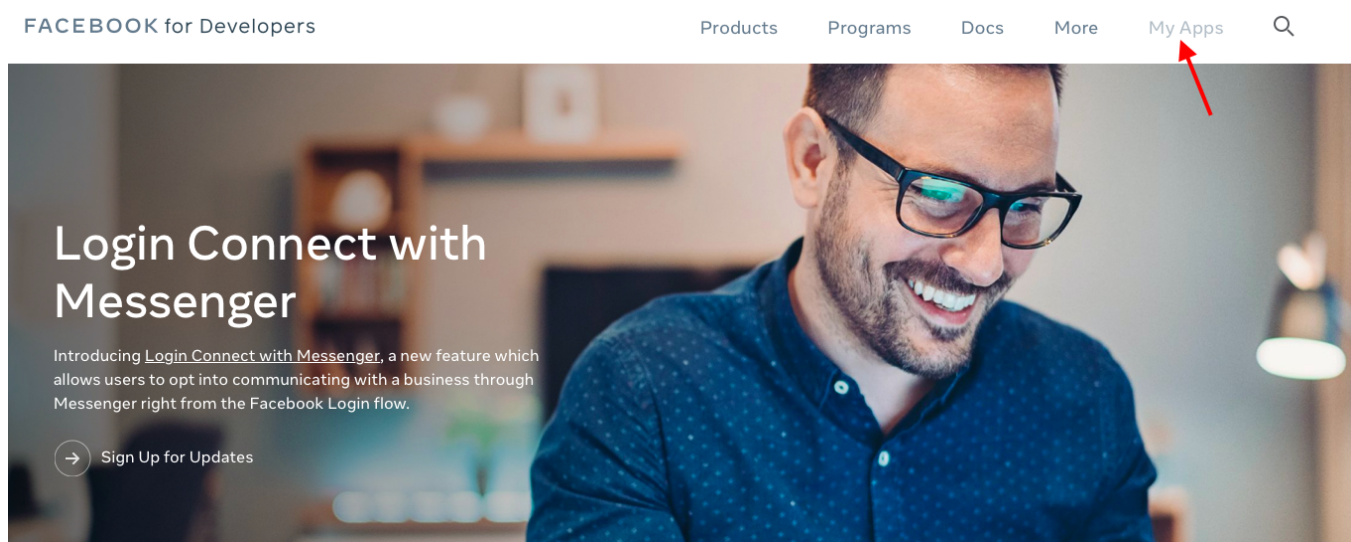 FACEBOOK for Developers
Products Programs Docs More My Apps
Login Connect with
Messenger
Introducing Login Connect with Messenger, a new feature which
allows users to opt into communicating with a business through
Messenger right from the Facebook Login flow.
Sign Up for Updates